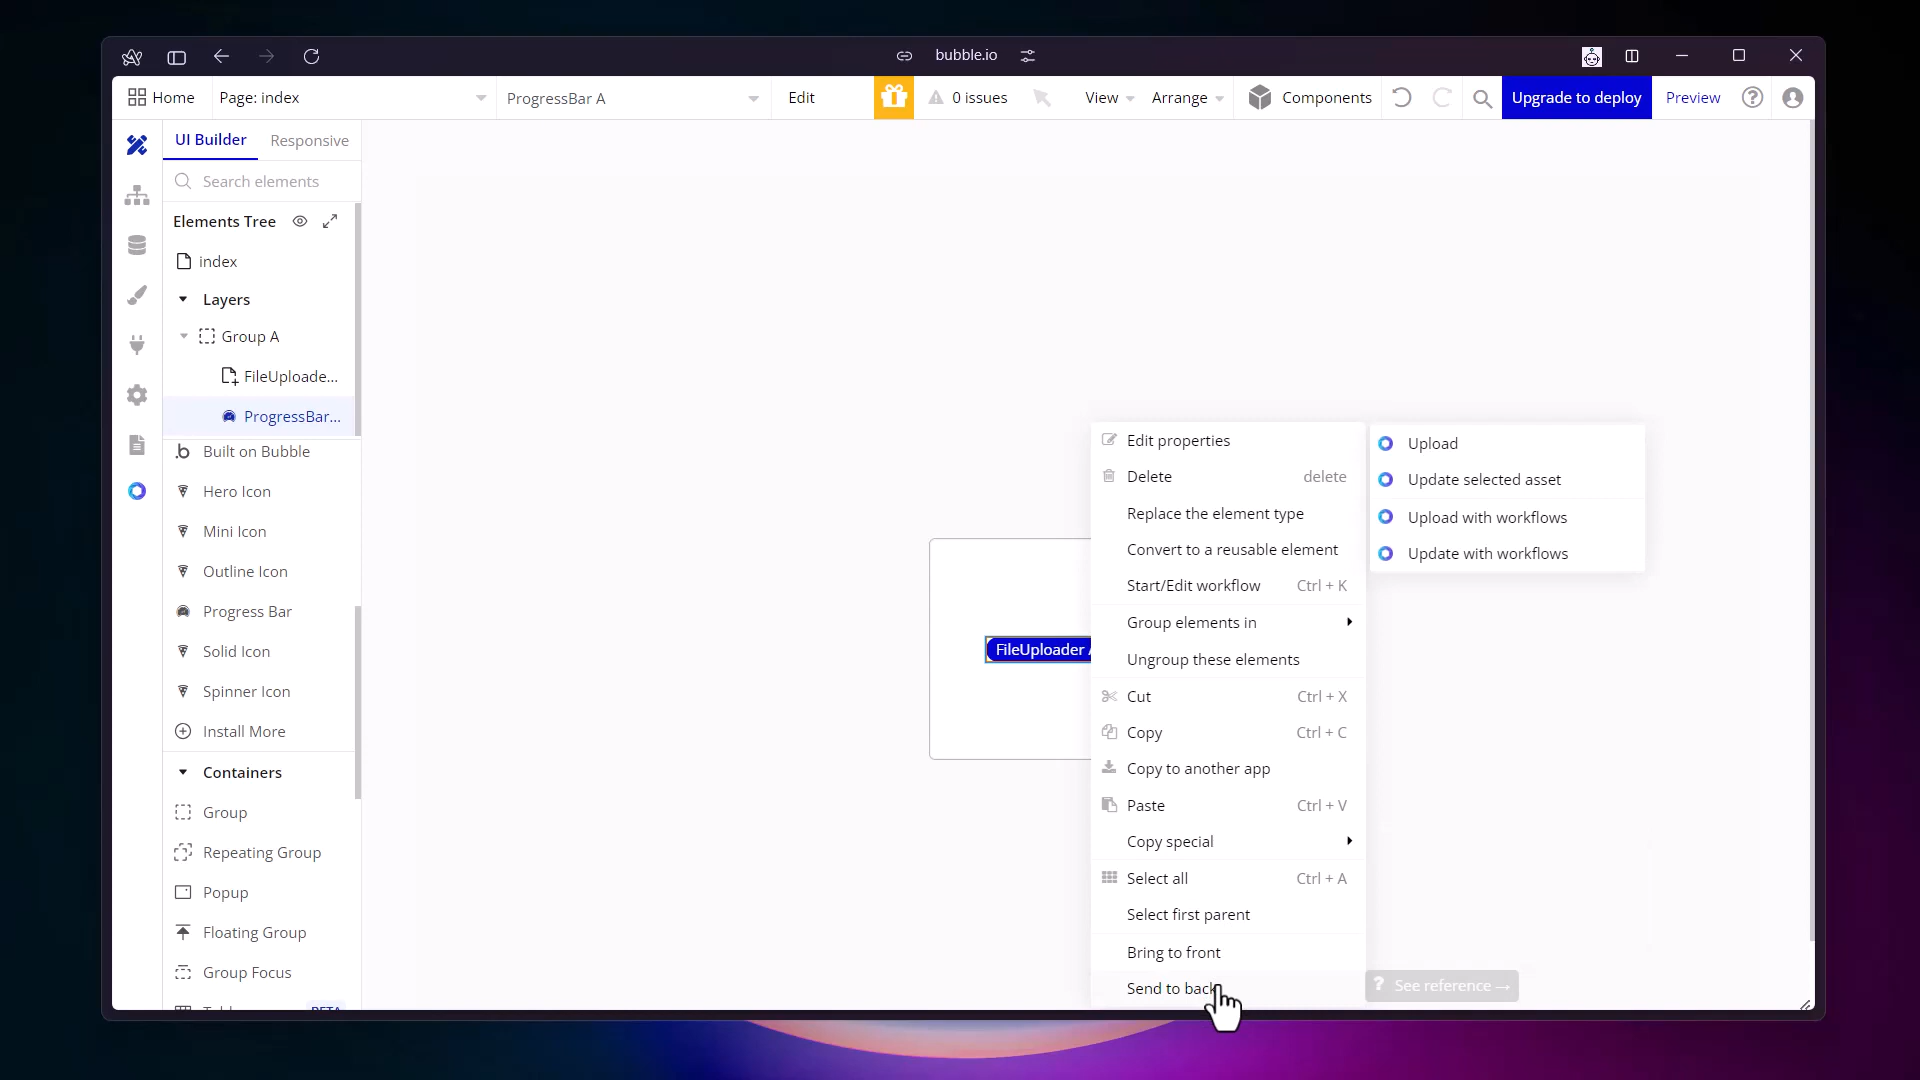 bubble.io
Home
Page: index
ProgressBar A
Edit
0 issues
View
Arrange
Components
Upgrade to deploy
Preview
UI Builder
Responsive
Search elements
Elements Tree
index
Layers
Group A
FileUploade...
ProgressBar...
Built on Bubble
Hero Icon
Mini Icon
Outline Icon
Progress Bar
Solid Icon
Spinner Icon
Install More
Containers
Group
Repeating Group
Popup
Floating Group
Group Focus
BETA
FileUploader
Edit properties
Delete delete
Replace the element type
Convert to a reusable element
Start/Edit workflow Ctrl + K
Group elements in
Ungroup these elements
Cut Ctrl + X
Copy Ctrl + C
Copy to another app
Paste Ctrl + V
Copy special
Select all Ctrl + A
Select first parent
Bring to front
Send to back
Upload
Update selected asset
Upload with workflows
Update with workflows
? See reference →